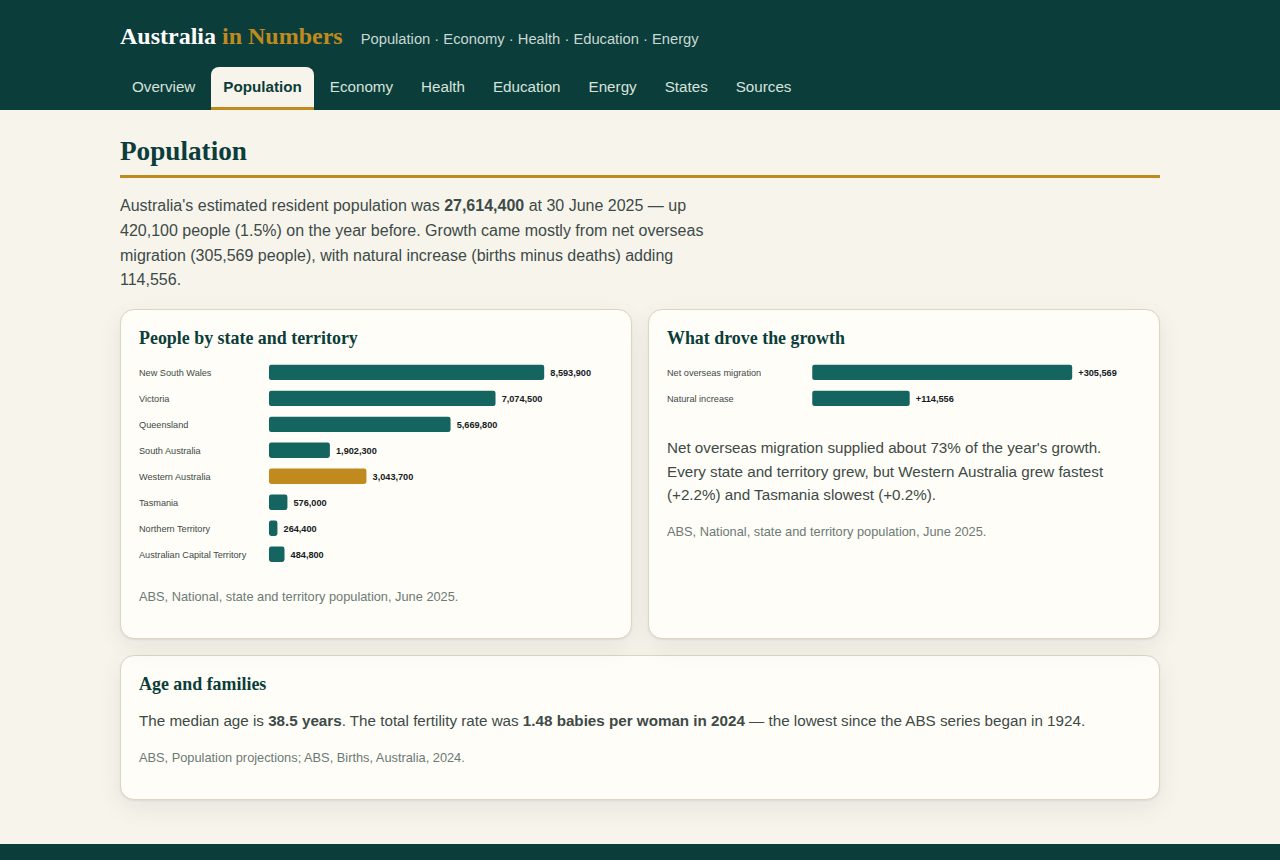 Australia in Numbers Population · Economy · Health · Education · Energy
Overview Population Economy Health Education Energy States Sources
Population
Australia's estimated resident population was 27,614,400 at 30 June 2025 — up
420,100 people (1.5%) on the year before. Growth came mostly from net overseas
migration (305,569 people), with natural increase (births minus deaths) adding
114,556.
People by state and territory
New South Wales 8,593,900
Victoria 7,074,500
Queensland 5,669,800
South Australia 1,902,300
Western Australia 3,043,700
Tasmania 576,000
Northern Territory 264,400
Australian Capital Territory 484,800
ABS, National, state and territory population, June 2025.
What drove the growth
Net overseas migration +305,569
Natural increase +114,556
Net overseas migration supplied about 73% of the year's growth.
Every state and territory grew, but Western Australia grew fastest
(+2.2%) and Tasmania slowest (+0.2%).
ABS, National, state and territory population, June 2025.
Age and families
The median age is 38.5 years. The total fertility rate was 1.48 babies per woman in 2024 — the lowest since the ABS series began in 1924.
ABS, Population projections; ABS, Births, Australia, 2024.